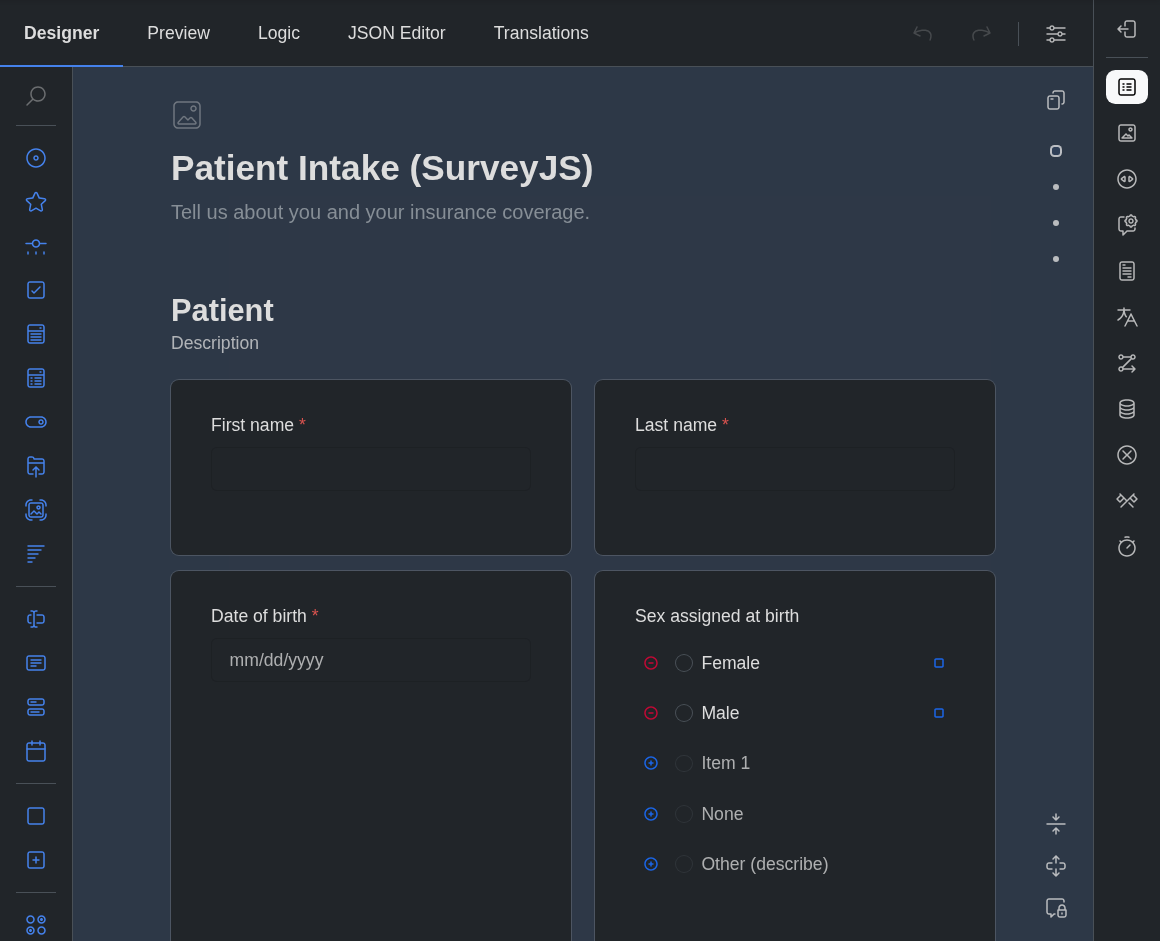 Designer Preview Logic JSON Editor Translations
Patient Intake (SurveyJS)
Tell us about you and your insurance coverage.
Patient
Description
First name *
Last name *
Date of birth *
mm/dd/yyyy
Sex assigned at birth
Female
Male
Item 1
None
Other (describe)